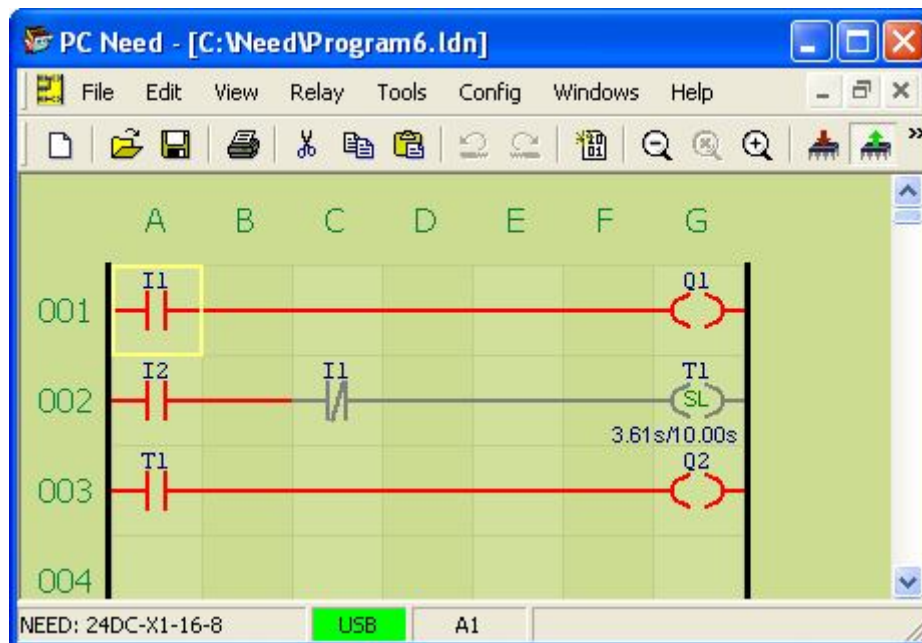 PC Need - [C:\Need\Program6.ldn]
File Edit View Relay Tools Config Windows Help
A B C D E F G
I1 Q1
001
I2 I1 T1
002 SL
3.61s/10.00s
T1 Q2
003
004
NEED: 24DC-X1-16-8 USB A1